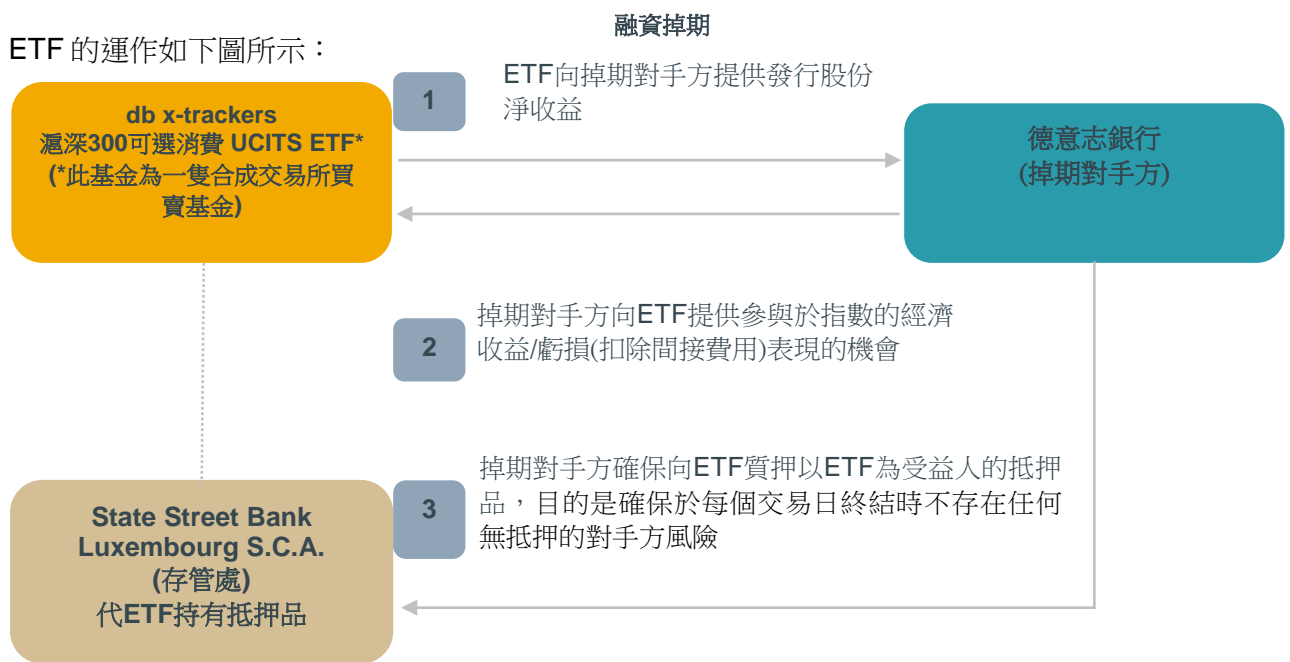 融資掉期
ETF 的運作如下圖所示：
1
ETF向掉期對手方提供發行股份
淨收益
db x-trackers
滬深300可選消費 UCITS ETF*
(*此基金為一隻合成交易所買
賣基金)
德意志銀行
(掉期對手方)
2
掉期對手方向ETF提供參與於指數的經濟
收益/虧損(扣除間接費用)表現的機會
3
掉期對手方確保向ETF質押以ETF為受益人的抵押
品，目的是確保於每個交易日終結時不存在任何
無抵押的對手方風險
State Street Bank
Luxembourg S.C.A.
(存管處)
代ETF持有抵押品